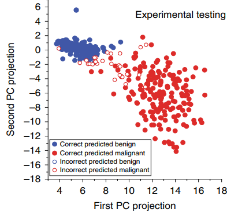 Experimental testing
6
4
2
0
−2
−4
−6
−8
−10
−12
−14
−16
−18
Second PC projection
Correct predicted benign
Correct predicted malignant
Incorrect predicted benign
Incorrect predicted malignant
4 6 8 10 12 14 16 18
First PC projection